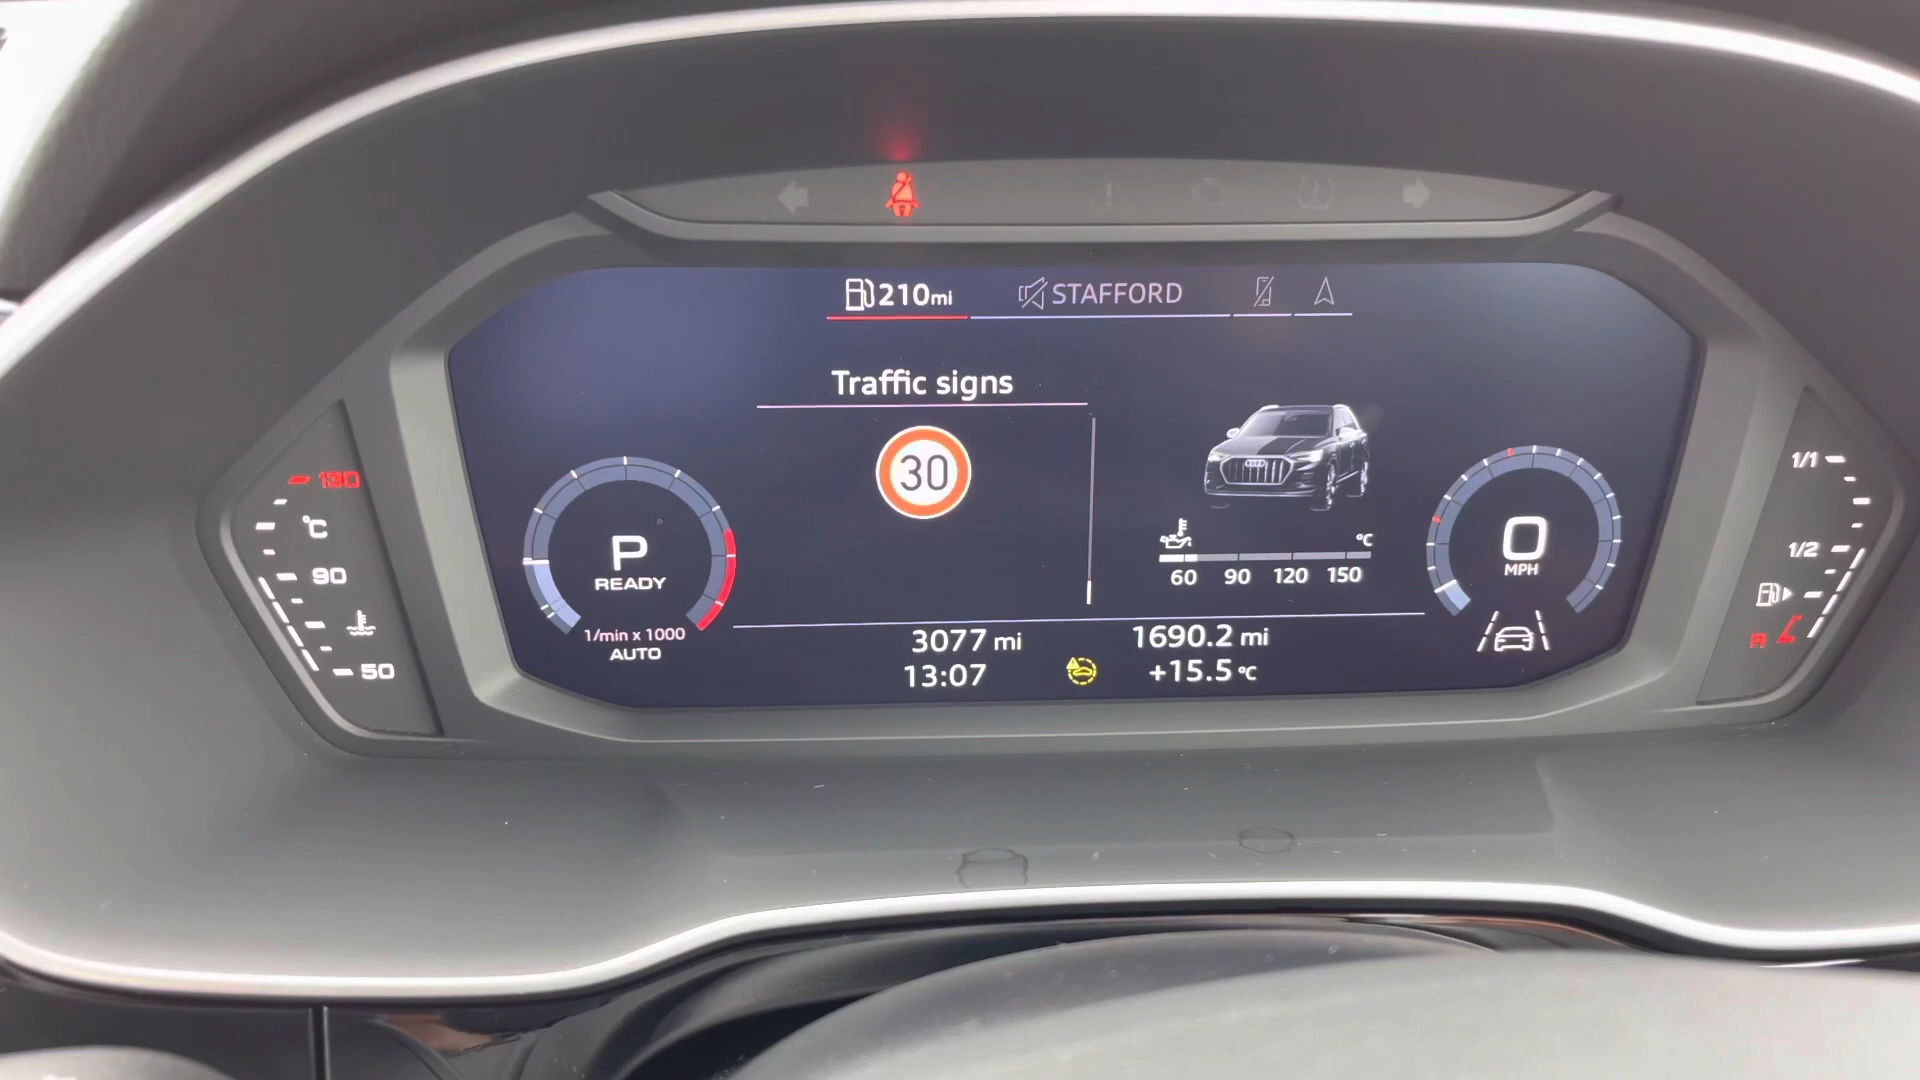 210mi
STAFFORD
Traffic signs
30
130
°C
90
50
P
READY
1/min x 1000
AUTO
°C
60 90 120 150
0
MPH
1/1
1/2
R
3077 mi
1690.2 mi
13:07
+15.5 °C